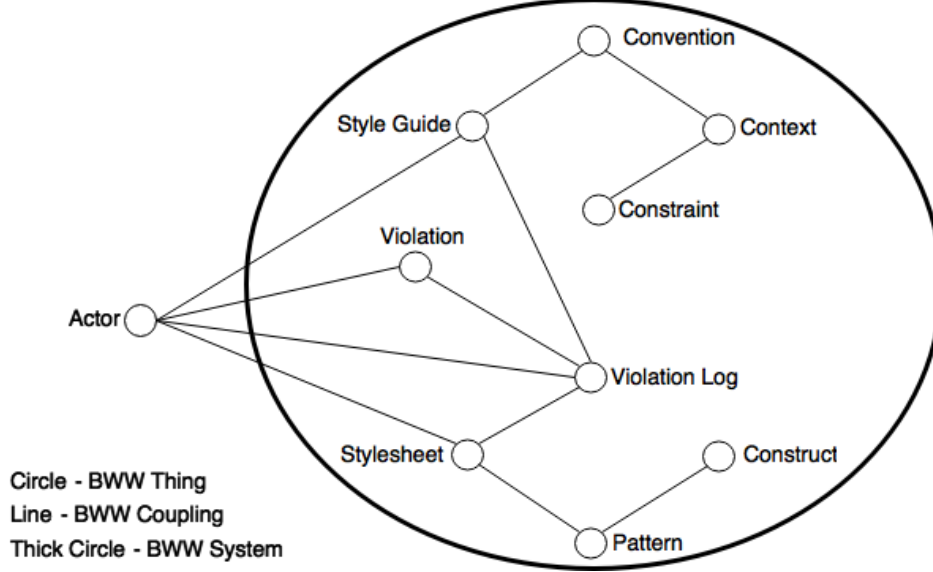 Convention
Style Guide
Context
Constraint
Violation
Actor
Violation Log
Stylesheet
Construct
Circle - BWW Thing
Line - BWW Coupling
Thick Circle - BWW System
Pattern